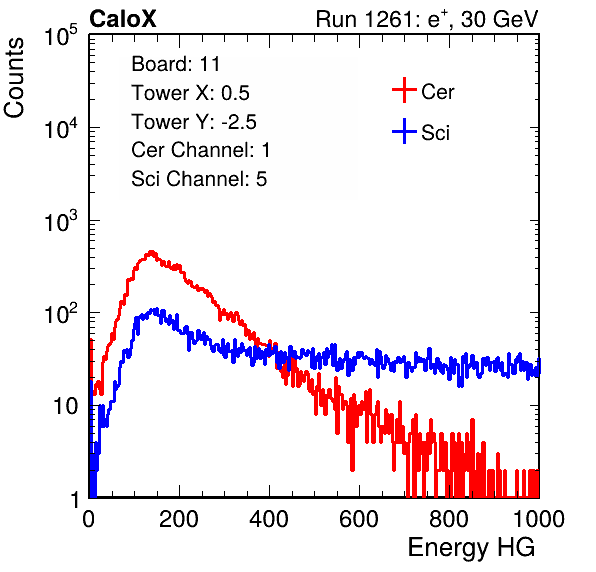 CaloX Run 1261: e⁺, 30 GeV
Counts
Board: 11
Tower X: 0.5
Tower Y: -2.5
Cer Channel: 1
Sci Channel: 5
Cer
Sci
10⁵
10⁴
10³
10²
10
1
0 200 400 600 800 1000
Energy HG